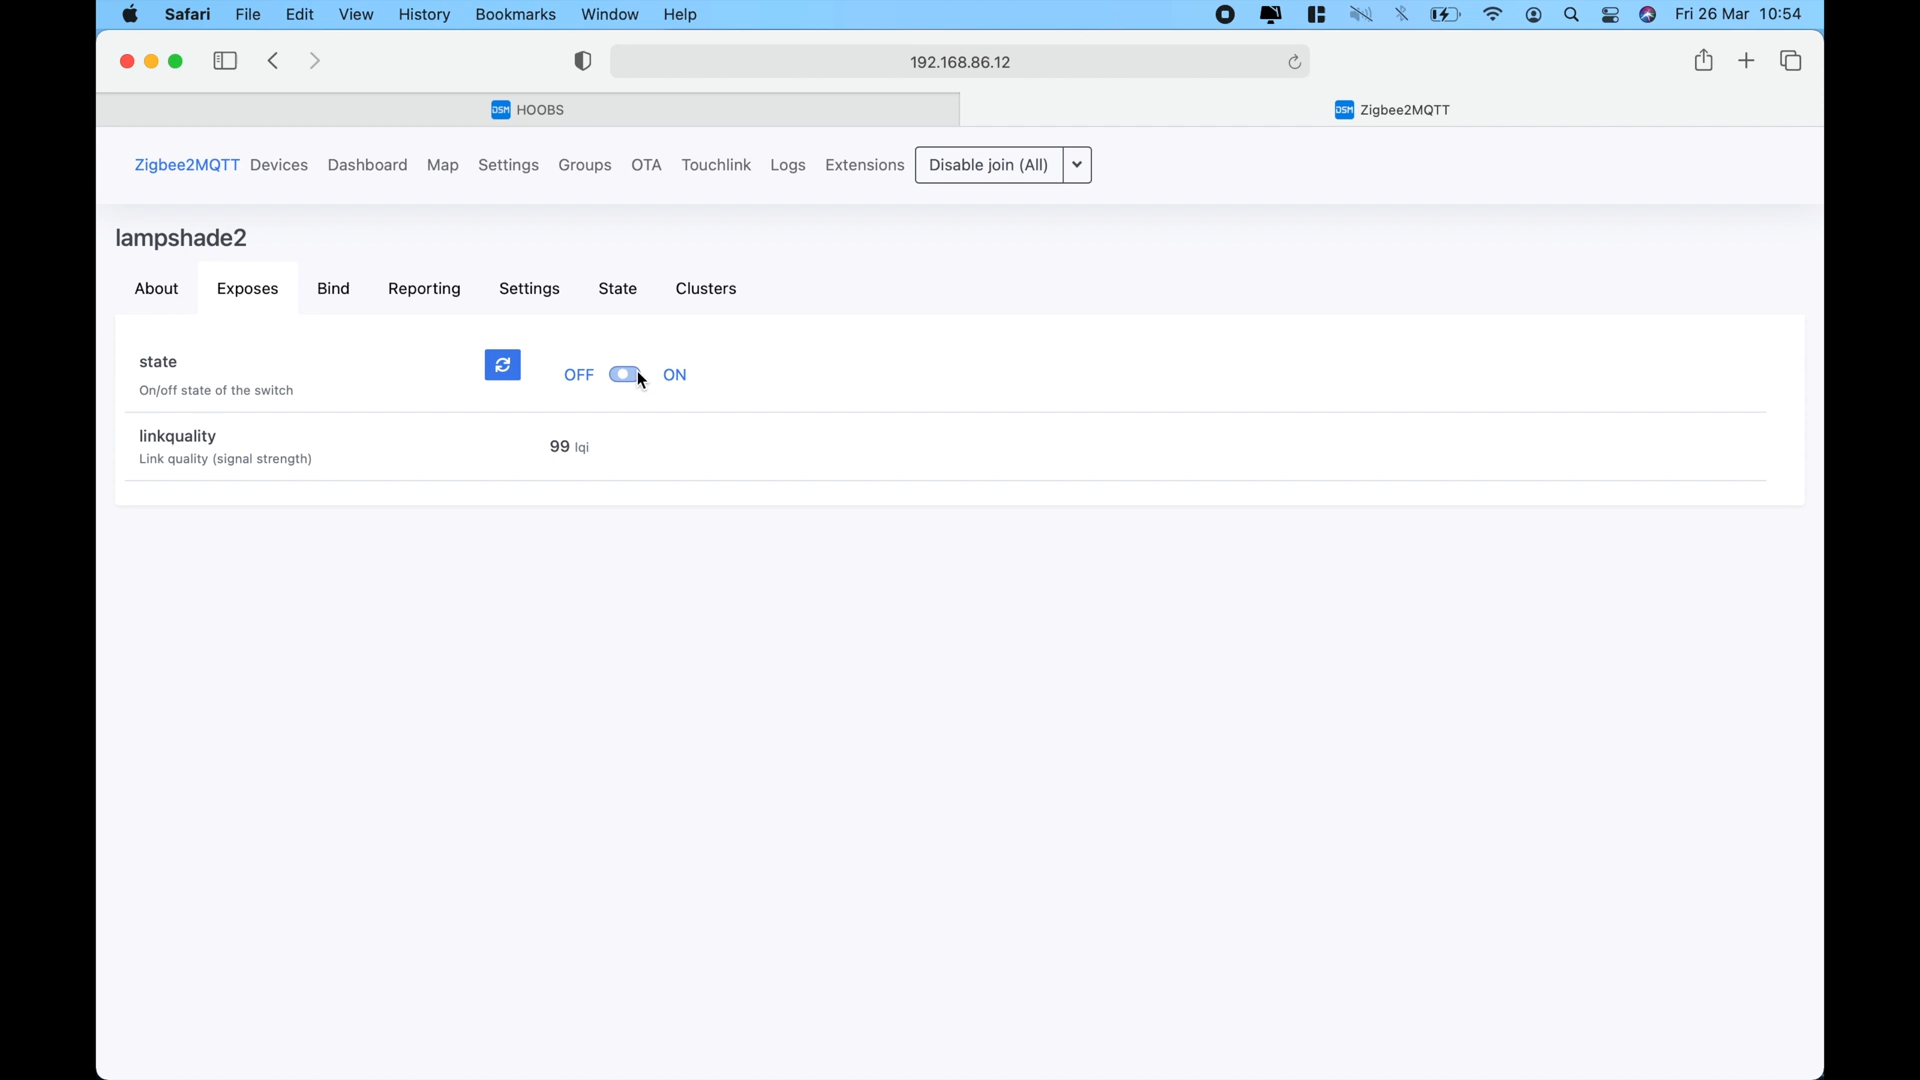 Safari File Edit View History Bookmarks Window Help Fri 26 Mar 10:54
192.168.86.12
DSM HOOBS DSM Zigbee2MQTT
Zigbee2MQTT Devices Dashboard Map Settings Groups OTA Touchlink Logs Extensions Disable join (All)
lampshade2
About Exposes Bind Reporting Settings State Clusters
state
OFF ON
On/off state of the switch
linkquality
99 lqi
Link quality (signal strength)